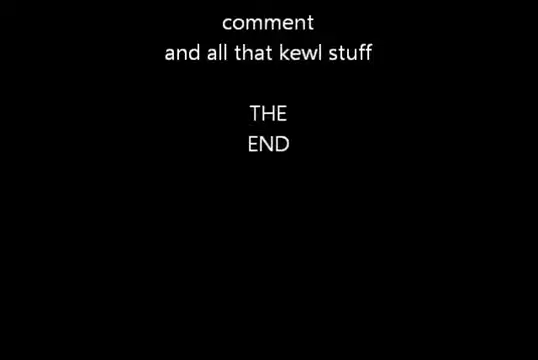 comment
and all that kewl stuff
THE
END